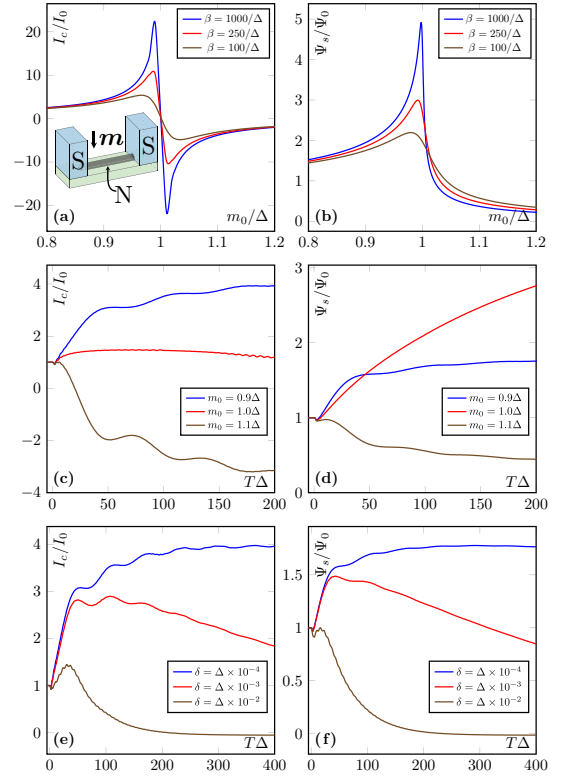 I_c/I_0
β = 1000/Δ
β = 250/Δ
β = 100/Δ
20
10
0
−10
−20
m
S
S
N
(a)
m_0/Δ
0.8
0.9
1
1.1
1.2
Ψ_s/Ψ_0
β = 1000/Δ
β = 250/Δ
β = 100/Δ
5
4
3
2
1
0
(b)
m_0/Δ
0.8
0.9
1
1.1
1.2
I_c/I_0
4
2
0
−2
−4
m_0 = 0.9Δ
m_0 = 1.0Δ
m_0 = 1.1Δ
(c)
TΔ
0
50
100
150
200
Ψ_s/Ψ_0
3
2
1
0
m_0 = 0.9Δ
m_0 = 1.0Δ
m_0 = 1.1Δ
(d)
TΔ
0
50
100
150
200
I_c/I_0
4
3
2
1
0
δ = Δ × 10⁻⁴
δ = Δ × 10⁻³
δ = Δ × 10⁻²
(e)
TΔ
0
100
200
300
400
Ψ_s/Ψ_0
1.5
1
0.5
0
δ = Δ × 10⁻⁴
δ = Δ × 10⁻³
δ = Δ × 10⁻²
(f)
TΔ
0
100
200
300
400